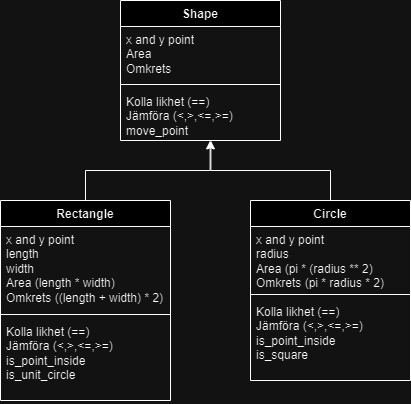 Shape
x and y point
Area
Omkrets
Kolla likhet (==)
Jämföra (<,>,<=,>=)
move_point
Rectangle
x and y point
length
width
Area (length * width)
Omkrets ((length + width) * 2)
Kolla likhet (==)
Jämföra (<,>,<=,>=)
is_point_inside
is_unit_circle
Circle
x and y point
radius
Area (pi * (radius ** 2)
Omkrets (pi * radius * 2)
Kolla likhet (==)
Jämföra (<,>,<=,>=)
is_point_inside
is_square